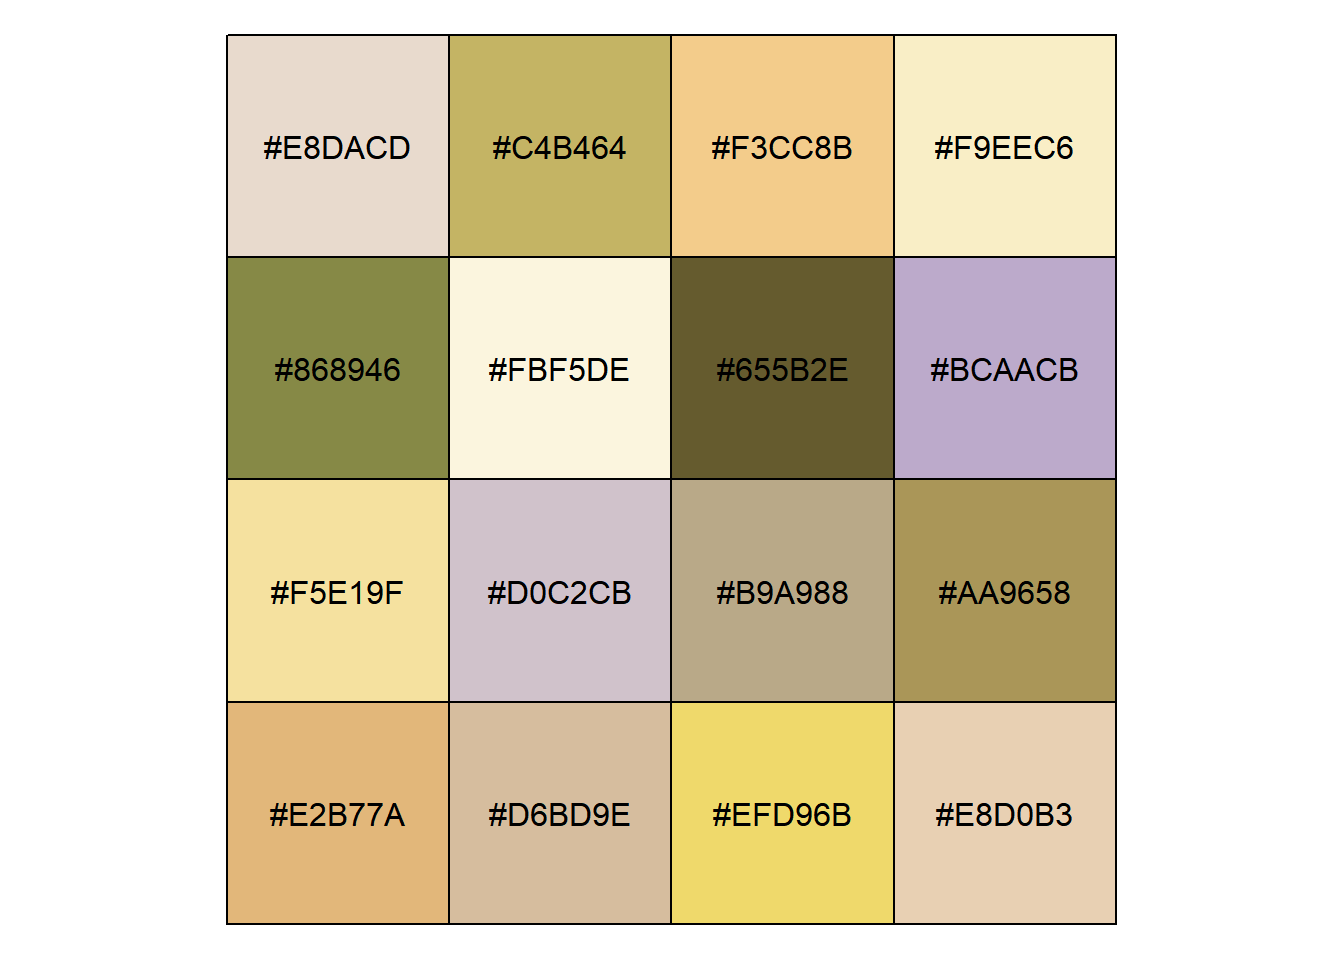 #E8DACD #C4B464 #F3CC8B #F9EEC6
#868946 #FBF5DE #655B2E #BCAACB
#F5E19F #D0C2CB #B9A988 #AA9658
#E2B77A #D6BD9E #EFD96B #E8D0B3